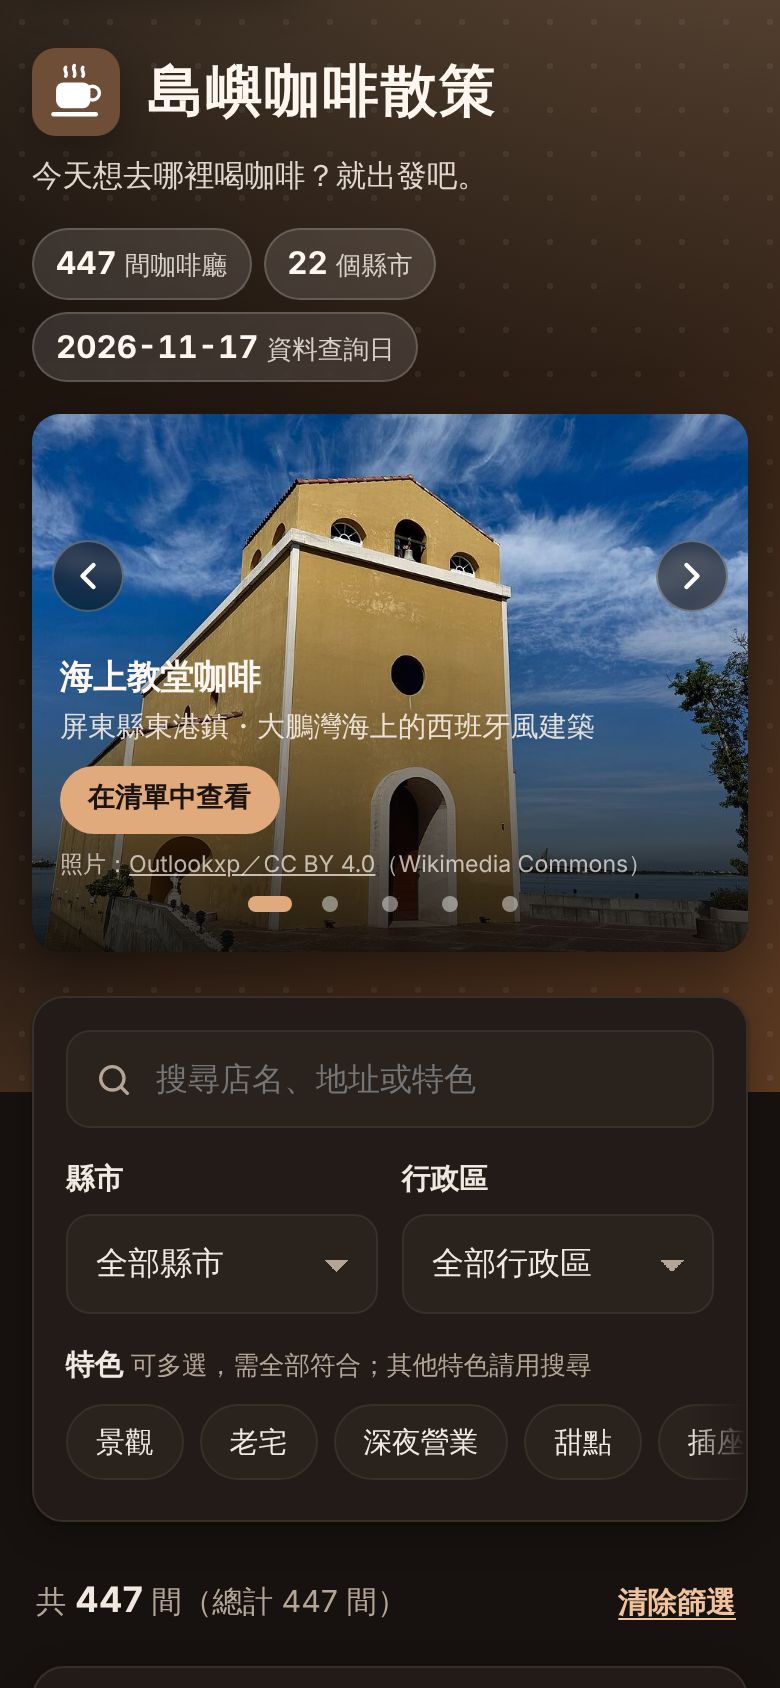 島嶼咖啡散策
今天想去哪裡喝咖啡？就出發吧。
447 間咖啡廳
22 個縣市
2026-11-17 資料查詢日
海上教堂咖啡
屏東縣東港鎮・大鵬灣海上的西班牙風建築
在清單中查看
照片：Outlookxp／CC BY 4.0（Wikimedia Commons）
搜尋店名、地址或特色
縣市 行政區
全部縣市 全部行政區
特色 可多選，需全部符合；其他特色請用搜尋
景觀 老宅 深夜營業 甜點 插座
共 447 間（總計 447 間） 清除篩選